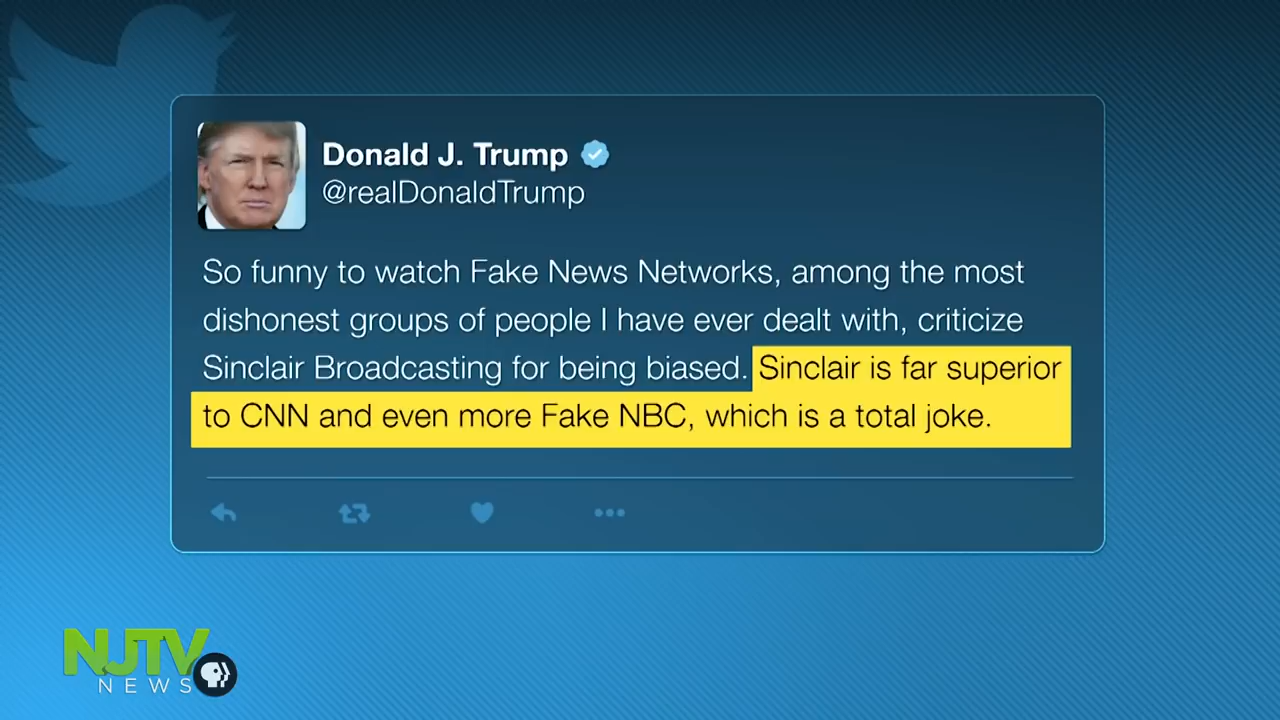 Donald J. Trump
@realDonaldTrump
So funny to watch Fake News Networks, among the most
dishonest groups of people I have ever dealt with, criticize
Sinclair Broadcasting for being biased. Sinclair is far superior
to CNN and even more Fake NBC, which is a total joke.
NJTV
NEWS